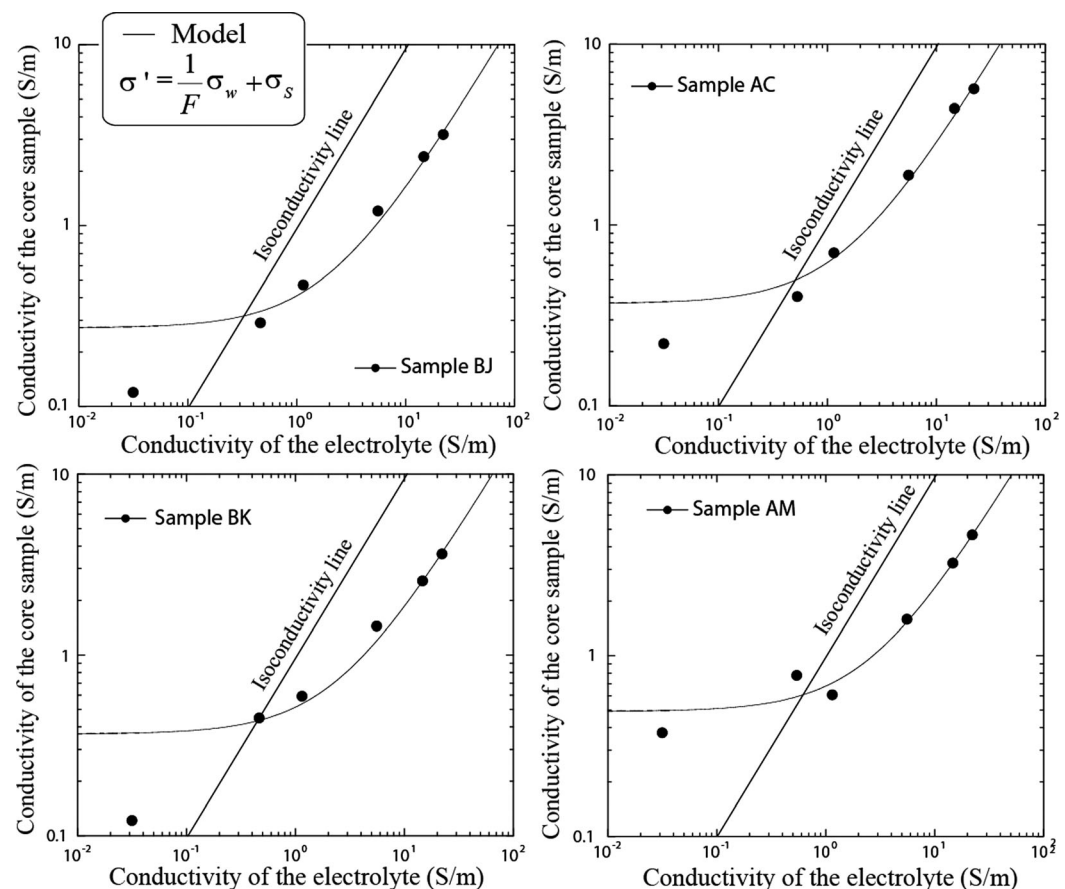 — Model
σ' = 1/F σw + σS
Conductivity of the core sample (S/m)
10
1
0.1
Isoconductivity line
Sample BJ
10⁻² 10⁻¹ 10⁰ 10¹ 10²
Conductivity of the electrolyte (S/m)
Conductivity of the core sample (S/m)
10
1
0.1
Sample AC
Isoconductivity line
10⁻² 10⁻¹ 10⁰ 10¹ 10²
Conductivity of the electrolyte (S/m)
Conductivity of the core sample (S/m)
10
1
0.1
Sample BK
Isoconductivity line
10⁻² 10⁻¹ 10⁰ 10¹ 10²
Conductivity of the electrolyte (S/m)
Conductivity of the core sample (S/m)
10
1
0.1
Sample AM
Isoconductivity line
10⁻² 10⁻¹ 10⁰ 10¹ 10²
Conductivity of the electrolyte (S/m)